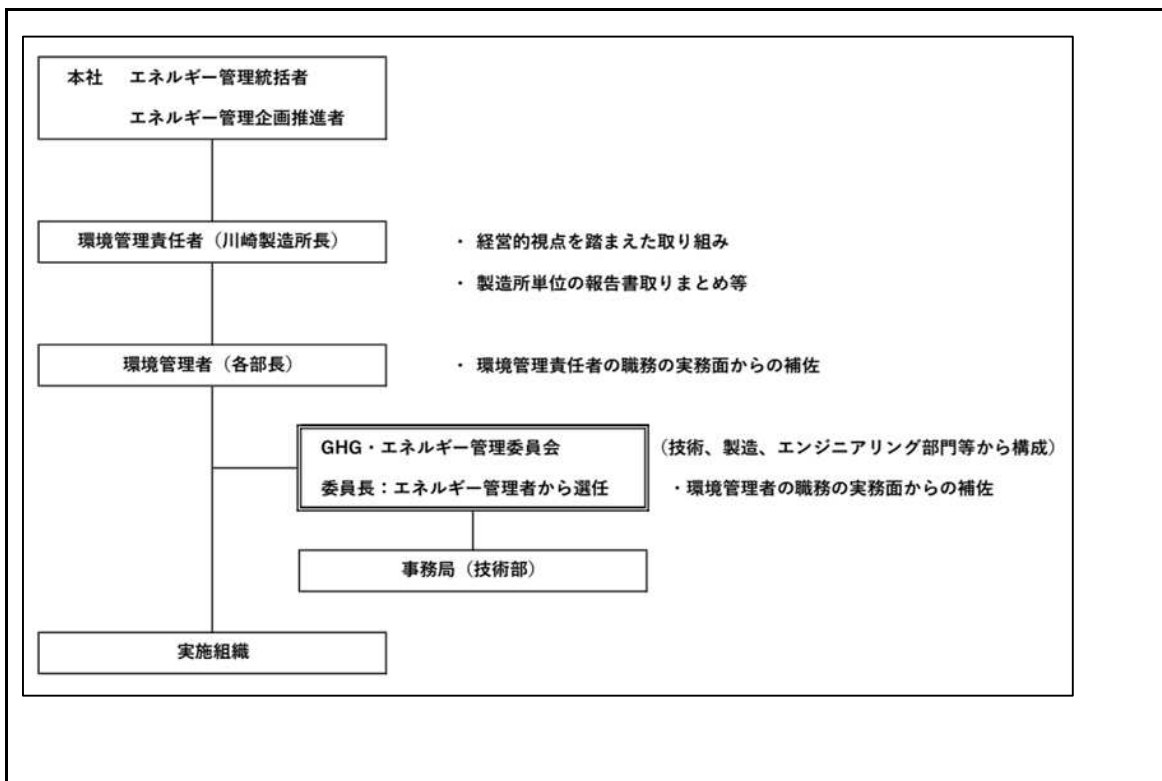 本社 エネルギー管理統括者
エネルギー管理企画推進者
環境管理責任者（川崎製造所長）
・ 経営的視点を踏まえた取り組み
・ 製造所単位の報告書取りまとめ等
環境管理者（各部長）
・ 環境管理責任者の職務の実務面からの補佐
GHG・エネルギー管理委員会
委員長：エネルギー管理者から選任
（技術、製造、エンジニアリング部門等から構成）
・環境管理者の職務の実務面からの補佐
事務局（技術部）
実施組織